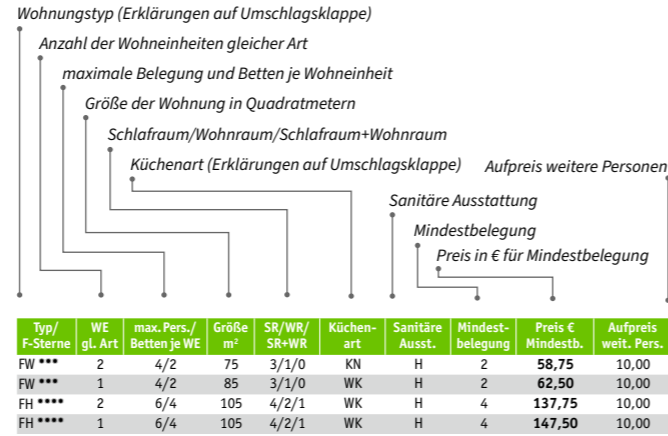 Wohnungstyp (Erklärungen auf Umschlagsklappe)
Anzahl der Wohneinheiten gleicher Art
maximale Belegung und Betten je Wohneinheit
Größe der Wohnung in Quadratmetern
Schlafraum/Wohnraum/Schlafraum+Wohnraum
Küchenart (Erklärungen auf Umschlagsklappe) Aufpreis weitere Personen
Sanitäre Ausstattung
Mindestbelegung
Preis in € für Mindestbelegung
Typ/ WE max. Pers./ Größe SR/WR/ Küchen- Sanitäre Mindest- Preis € Aufpreis
F-Sterne gl. Art Betten je WE m² SR+WR art Ausst. belegung Mindestb. weit. Pers.
FW *** 2 4/2 75 3/1/0 KN H 2 58,75 10,00
FW *** 1 4/2 85 3/1/0 WK H 2 62,50 10,00
FH **** 2 6/4 105 4/2/1 WK H 4 137,75 10,00
FH **** 1 6/4 105 4/2/1 WK H 4 147,50 10,00